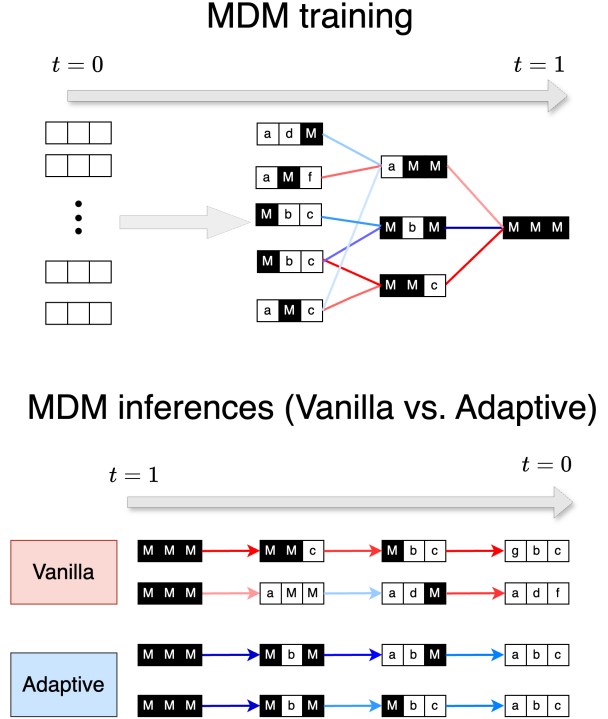 MDM training
t = 0
t = 1
a d M
a M f
M b c
M b c
a M c
a M M
M b M
M M c
M M M
MDM inferences (Vanilla vs. Adaptive)
t = 1
t = 0
Vanilla
M M M
M M c
M b c
g b c
M M M
a M M
a d M
a d f
Adaptive
M M M
M b M
a b M
a b c
M M M
M b M
M b c
a b c